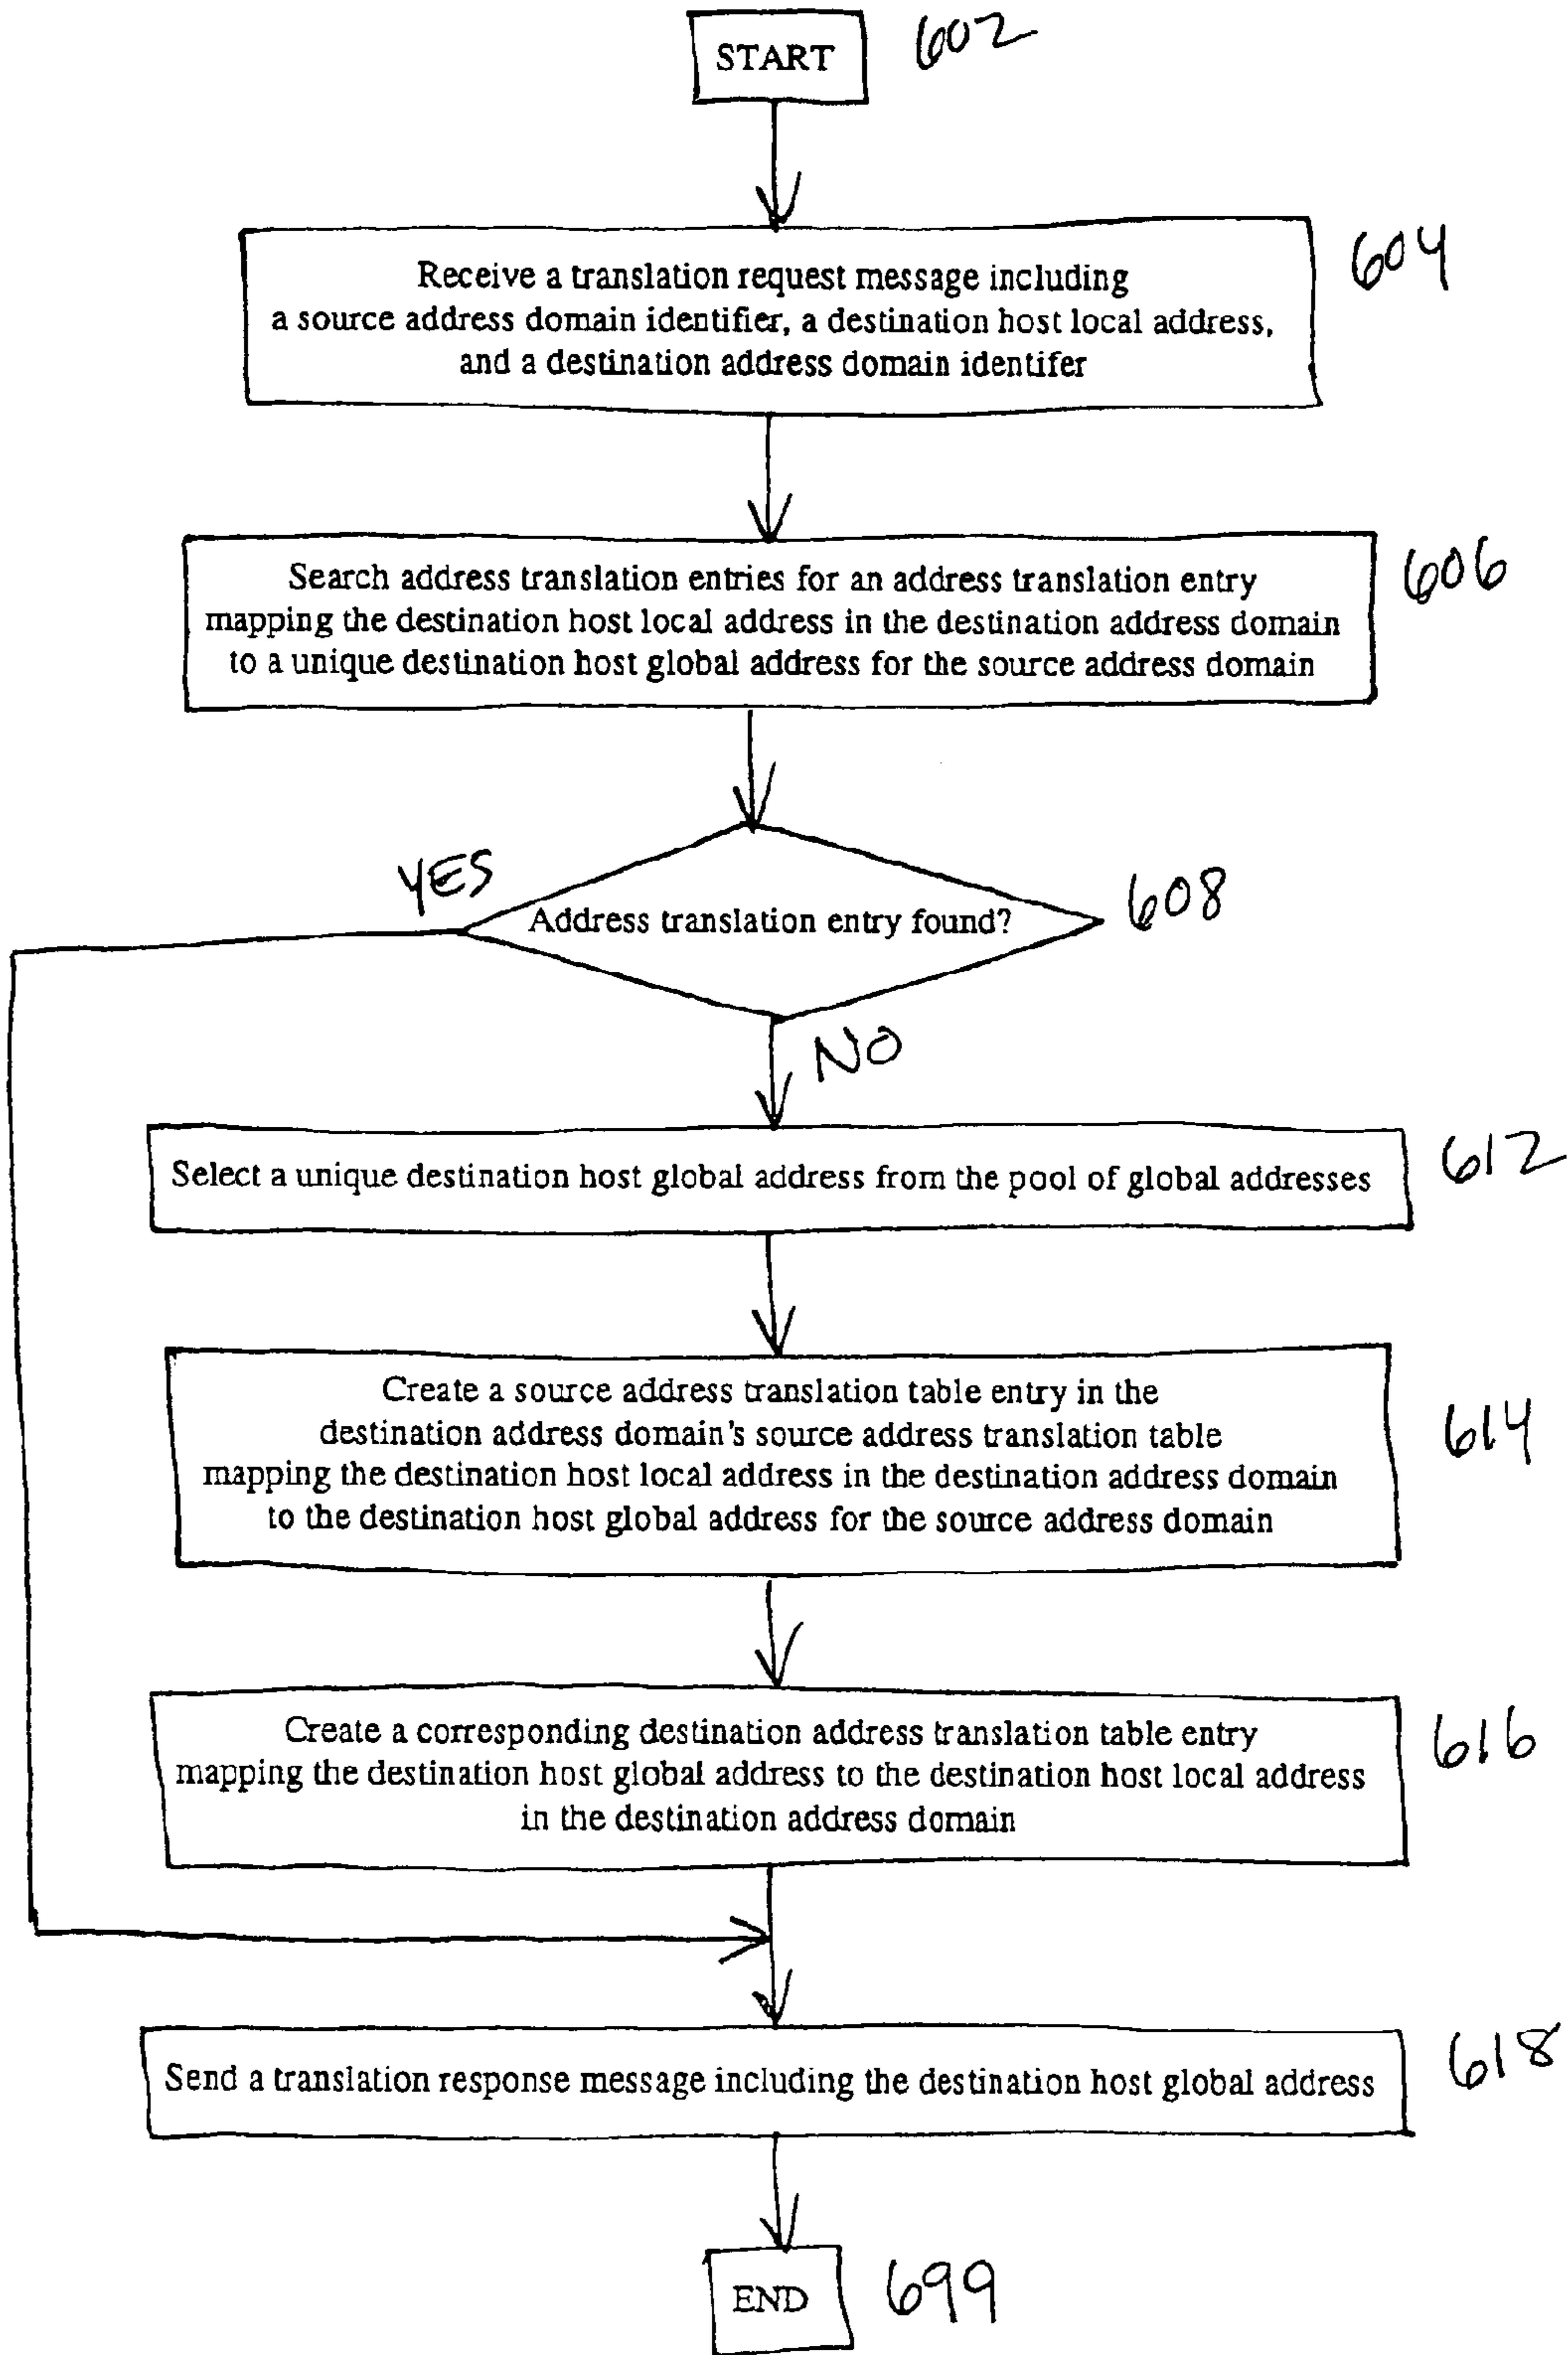 START 602
Receive a translation request message including 604
a source address domain identifier, a destination host local address,
and a destination address domain identifer
Search address translation entries for an address translation entry 606
mapping the destination host local address in the destination address domain
to a unique destination host global address for the source address domain
YES
Address translation entry found? 608
NO
Select a unique destination host global address from the pool of global addresses 612
Create a source address translation table entry in the
destination address domain's source address translation table 614
mapping the destination host local address in the destination address domain
to the destination host global address for the source address domain
Create a corresponding destination address translation table entry 616
mapping the destination host global address to the destination host local address
in the destination address domain
Send a translation response message including the destination host global address 618
END 699